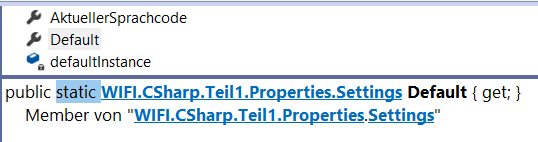 AktuellerSprachcode
Default
defaultInstance
public static WIFI.CSharp.Teil1.Properties.Settings Default { get; }
Member von "WIFI.CSharp.Teil1.Properties.Settings"